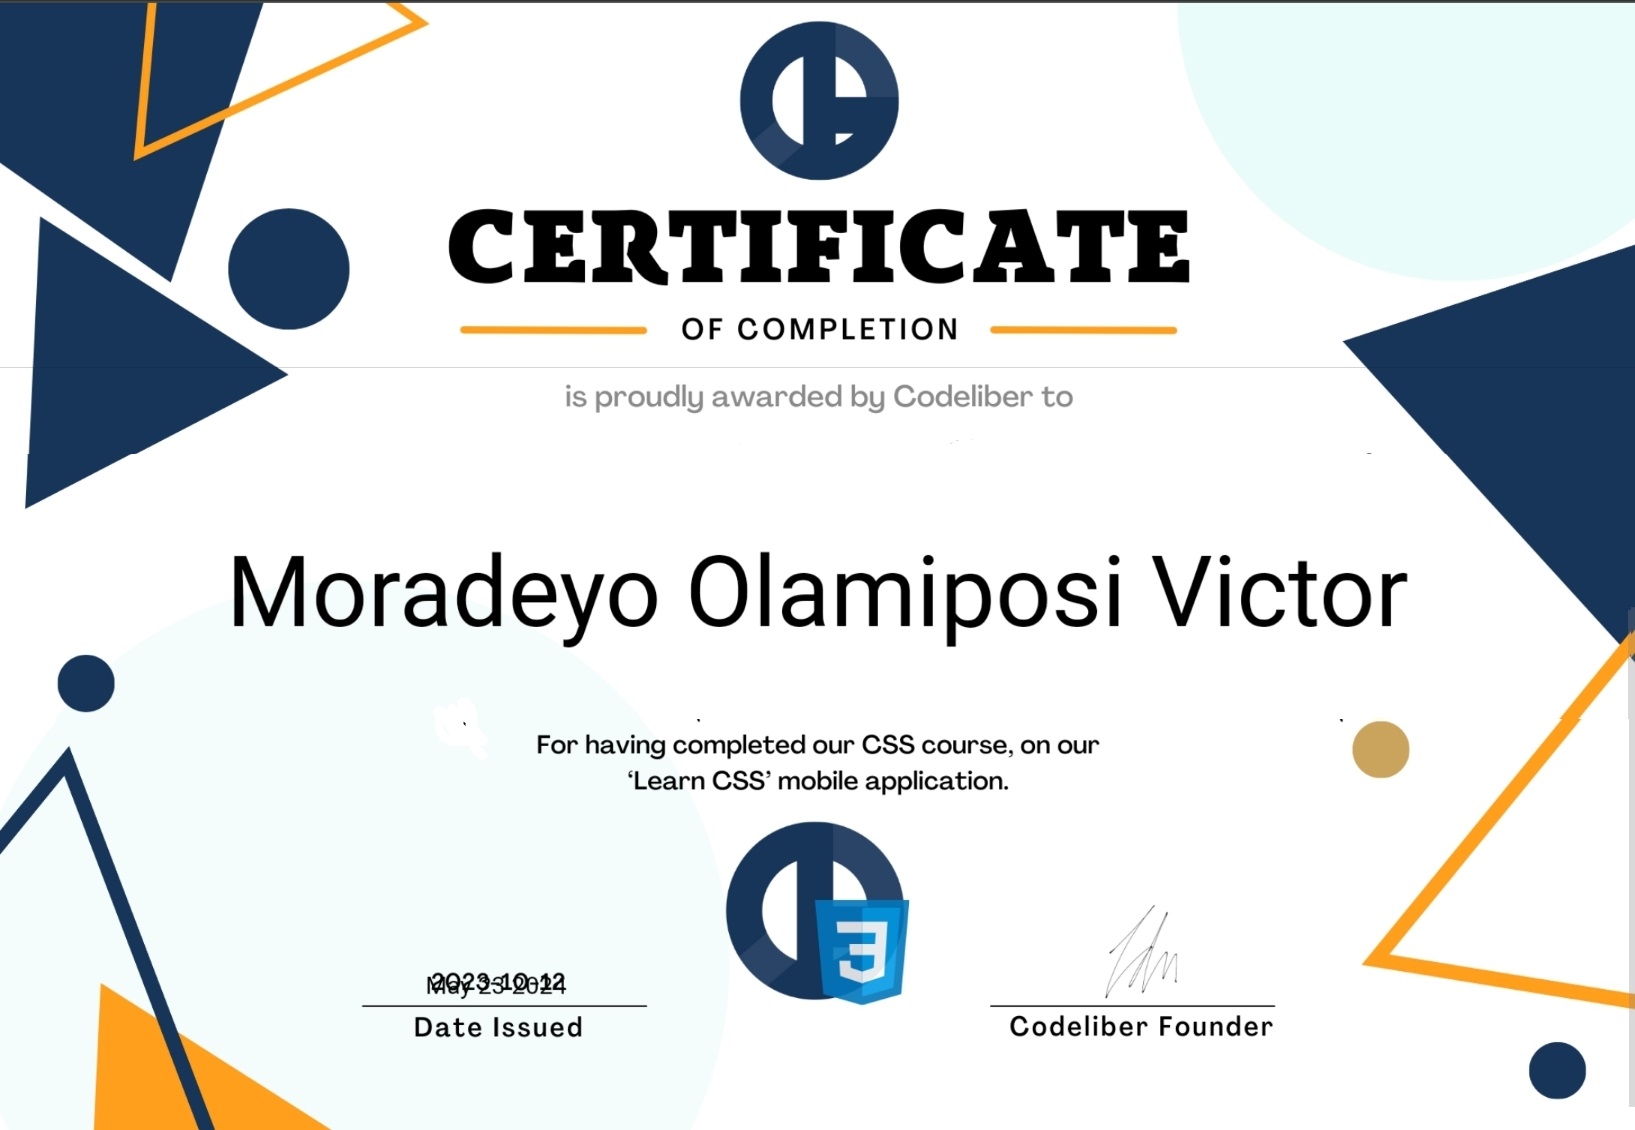 CERTIFICATE
OF COMPLETION
is proudly awarded by Codeliber to
Moradeyo Olamiposi Victor
For having completed our CSS course, on our
‘Learn CSS’ mobile application.
3
2023-10-12
May 23 2024
Date Issued
Codeliber Founder